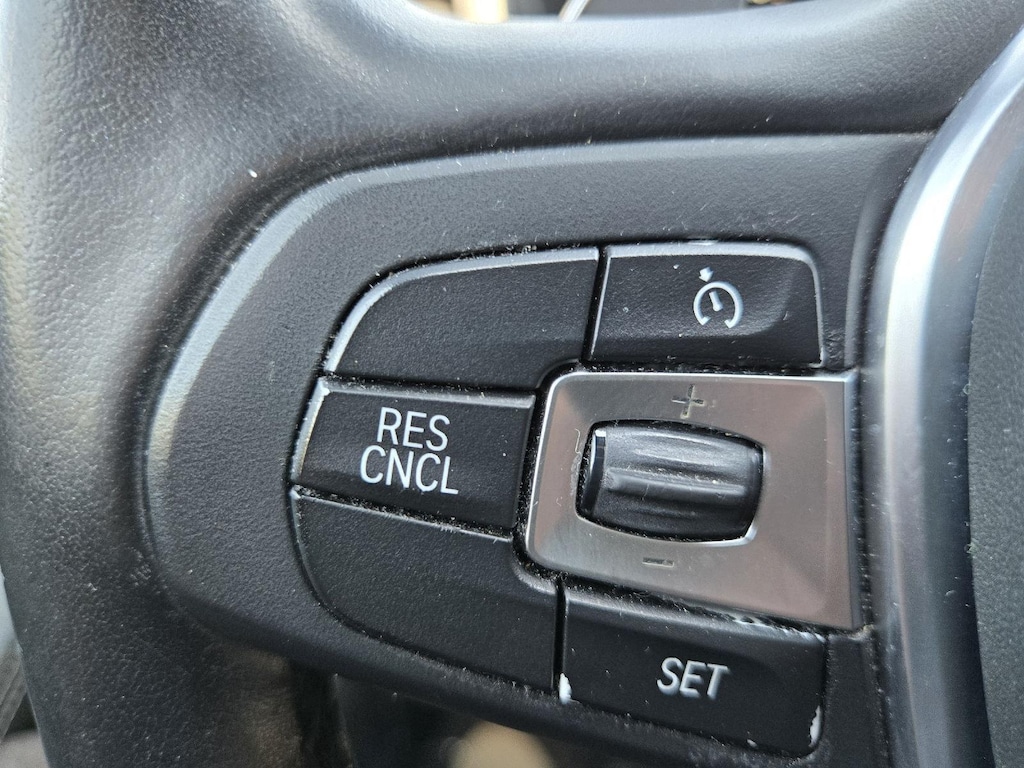 +
RES
CNCL
-
SET